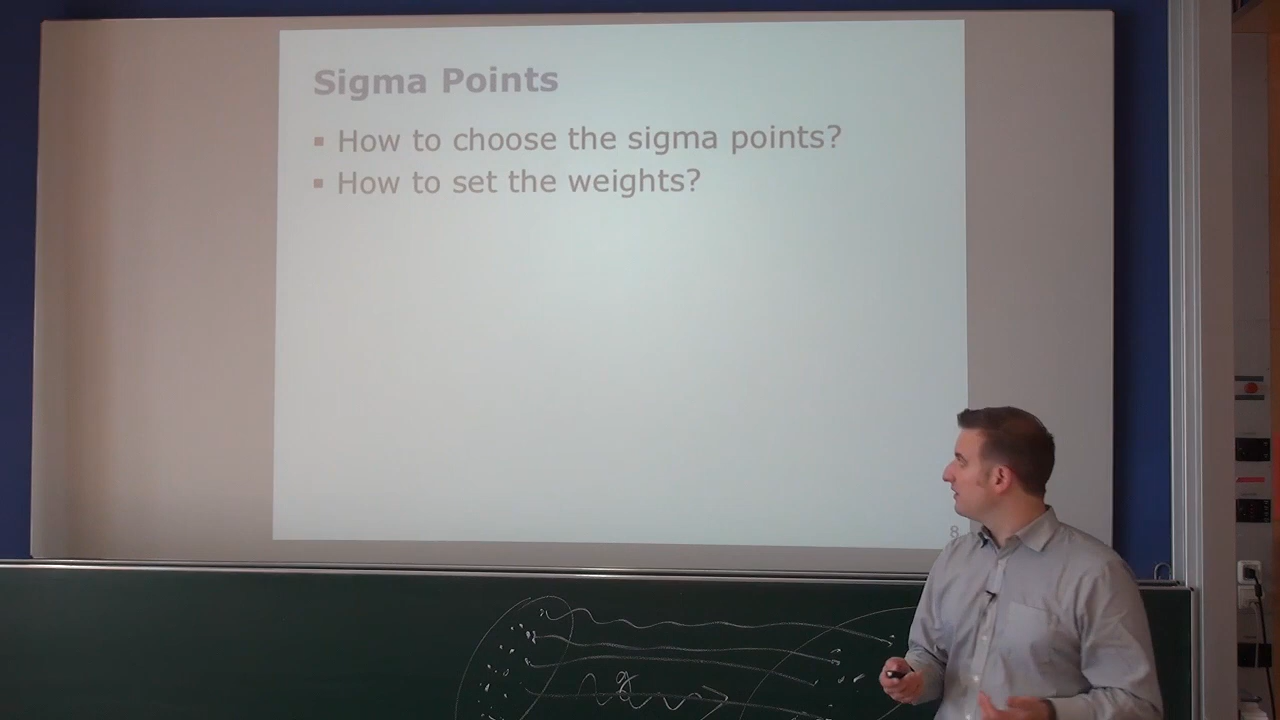 Sigma Points
▪ How to choose the sigma points?
▪ How to set the weights?
8
g